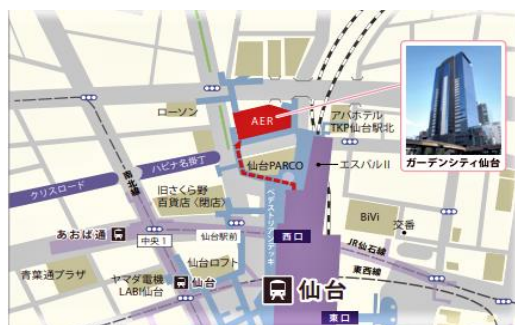 ローソン
AER
アパホテル
TKP仙台駅北
ガーデンシティ仙台
ハピナ名掛丁
クリスロード
南北線
仙台PARCO
エスパルII
旧さくら野
百貨店〈閉店〉
ペデストリアンデッキ
BiVi
交番
あおば通
中央1
仙台駅前
西口
JR仙石線
青葉通プラザ
ヤマダ電機
LABI仙台
仙台ロフト
仙台
仙台
東西線
東口